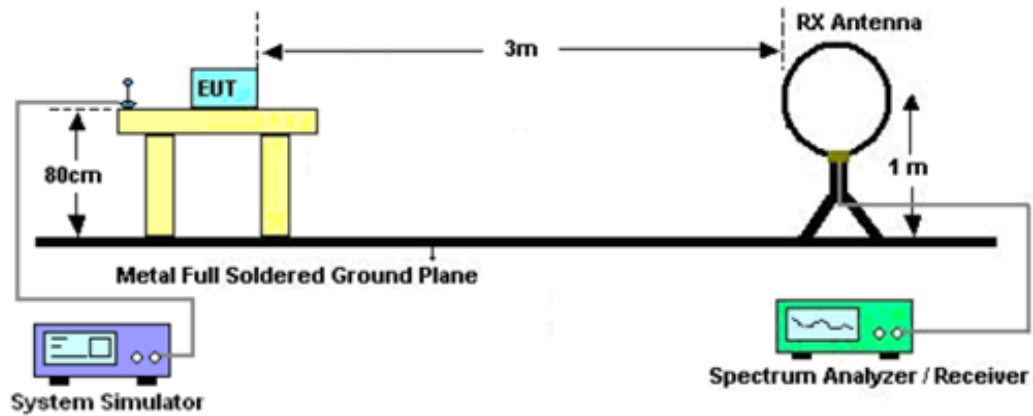 RX Antenna
3m
EUT
80cm
1 m
Metal Full Soldered Ground Plane
System Simulator
Spectrum Analyzer / Receiver